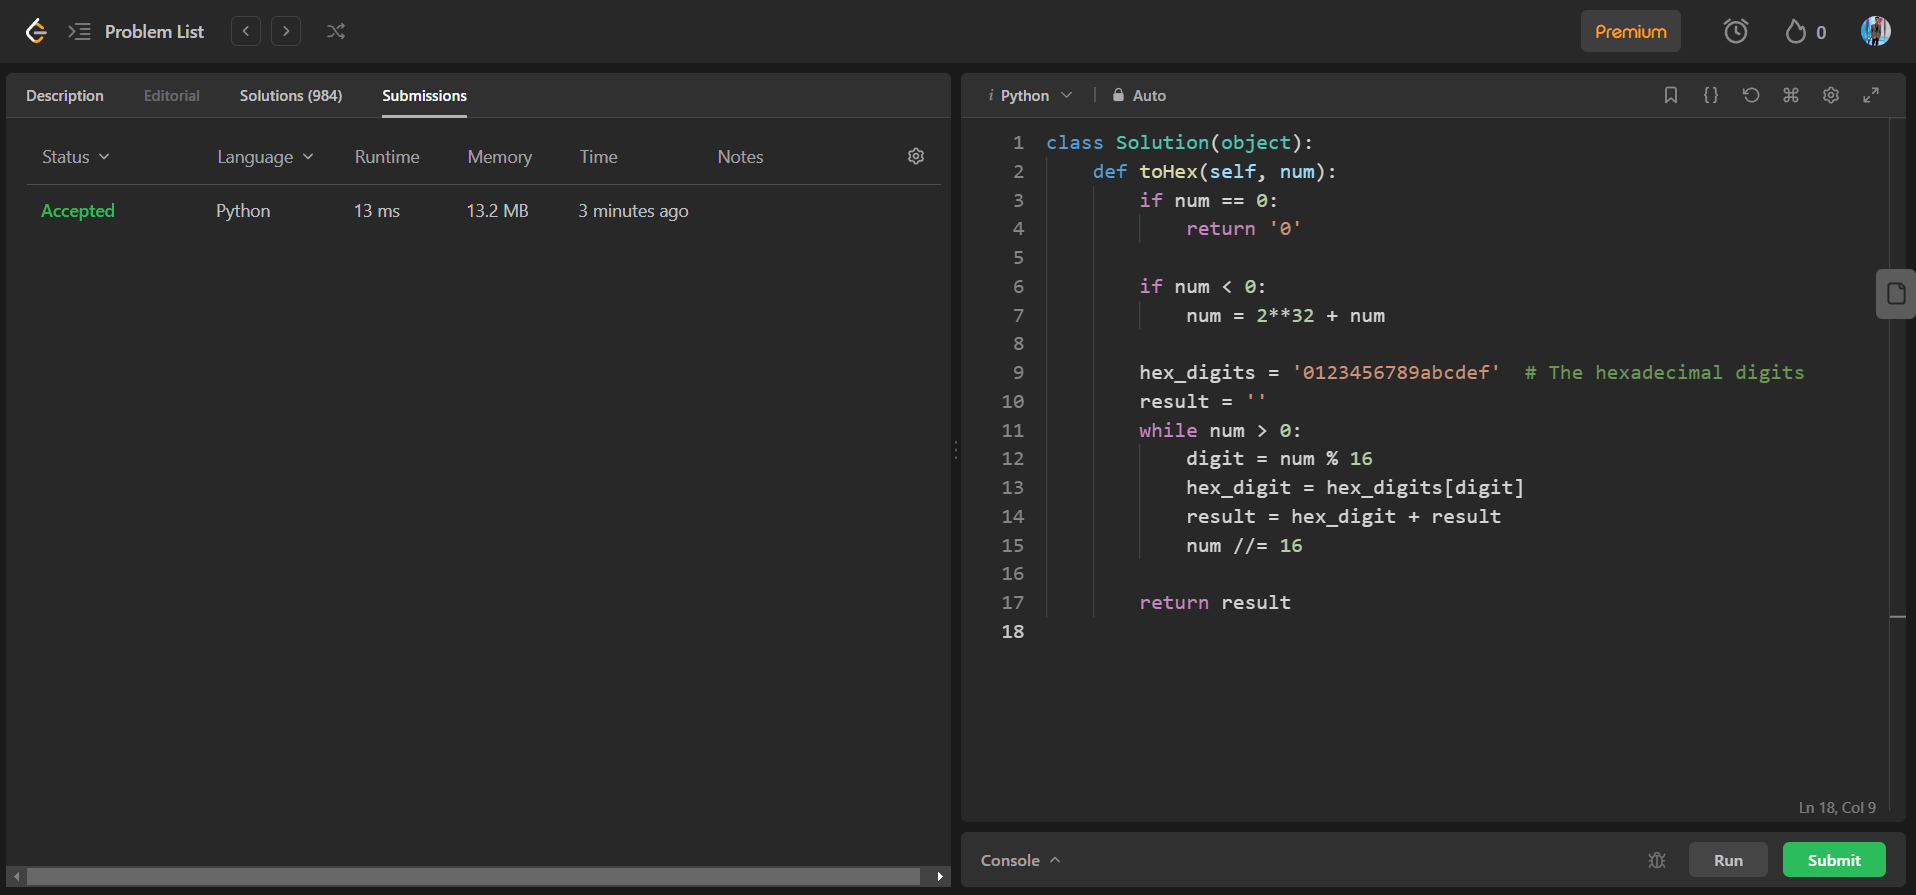 Problem List
Premium
0
Description Editorial Solutions (984) Submissions
Status Language Runtime Memory Time Notes
Accepted Python 13 ms 13.2 MB 3 minutes ago
i Python Auto
1 class Solution(object):
2     def toHex(self, num):
3         if num == 0:
4             return '0'
5
6         if num < 0:
7             num = 2**32 + num
8
9         hex_digits = '0123456789abcdef'  # The hexadecimal digits
10         result = ''
11         while num > 0:
12             digit = num % 16
13             hex_digit = hex_digits[digit]
14             result = hex_digit + result
15             num //= 16
16
17         return result
18
Ln 18, Col 9
Console Run Submit